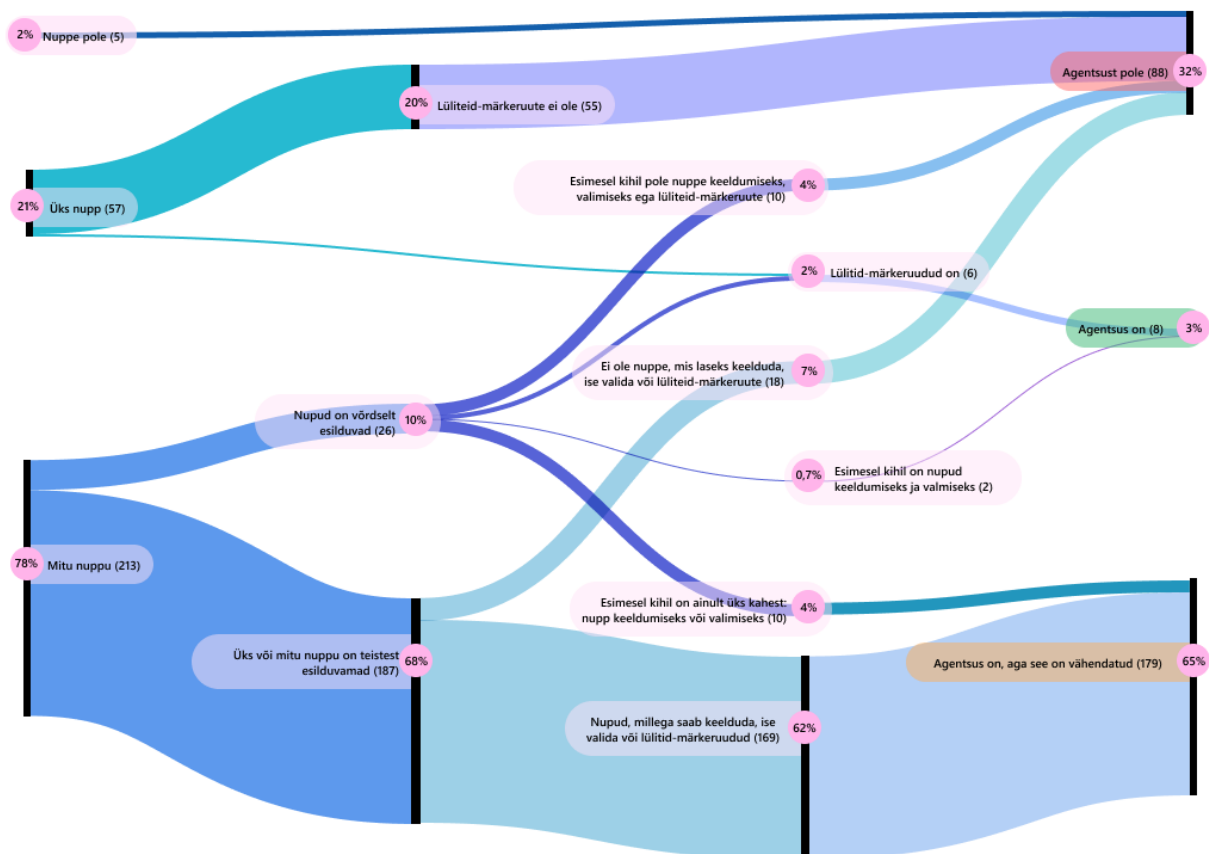 2% Nuppe pole (5)
21% Üks nupp (57)
78% Mitu nuppu (213)
20% Lüliteid-märkeruute ei ole (55)
Nupud on võrdselt
esilduvad (26)
10%
Üks või mitu nuppu on teistest
esilduvamad (187)
68%
Esimesel kihil pole nuppe keeldumiseks,
valimiseks ega lüliteid-märkeruute (10)
4%
2% Lülitid-märkeruudud on (6)
Ei ole nuppe, mis laseks keelduda,
ise valida või lüliteid-märkeruute (18)
7%
0,7% Esimesel kihil on nupud
keeldumiseks ja valmiseks (2)
Esimesel kihil on ainult üks kahest:
nupp keeldumiseks või valimiseks (10)
4%
Nupud, millega saab keelduda, ise
valida või lülitid-märkeruudud (169)
62%
Agentsust pole (88) 32%
Agentsus on (8) 3%
Agentsus on, aga see on vähendatud (179) 65%